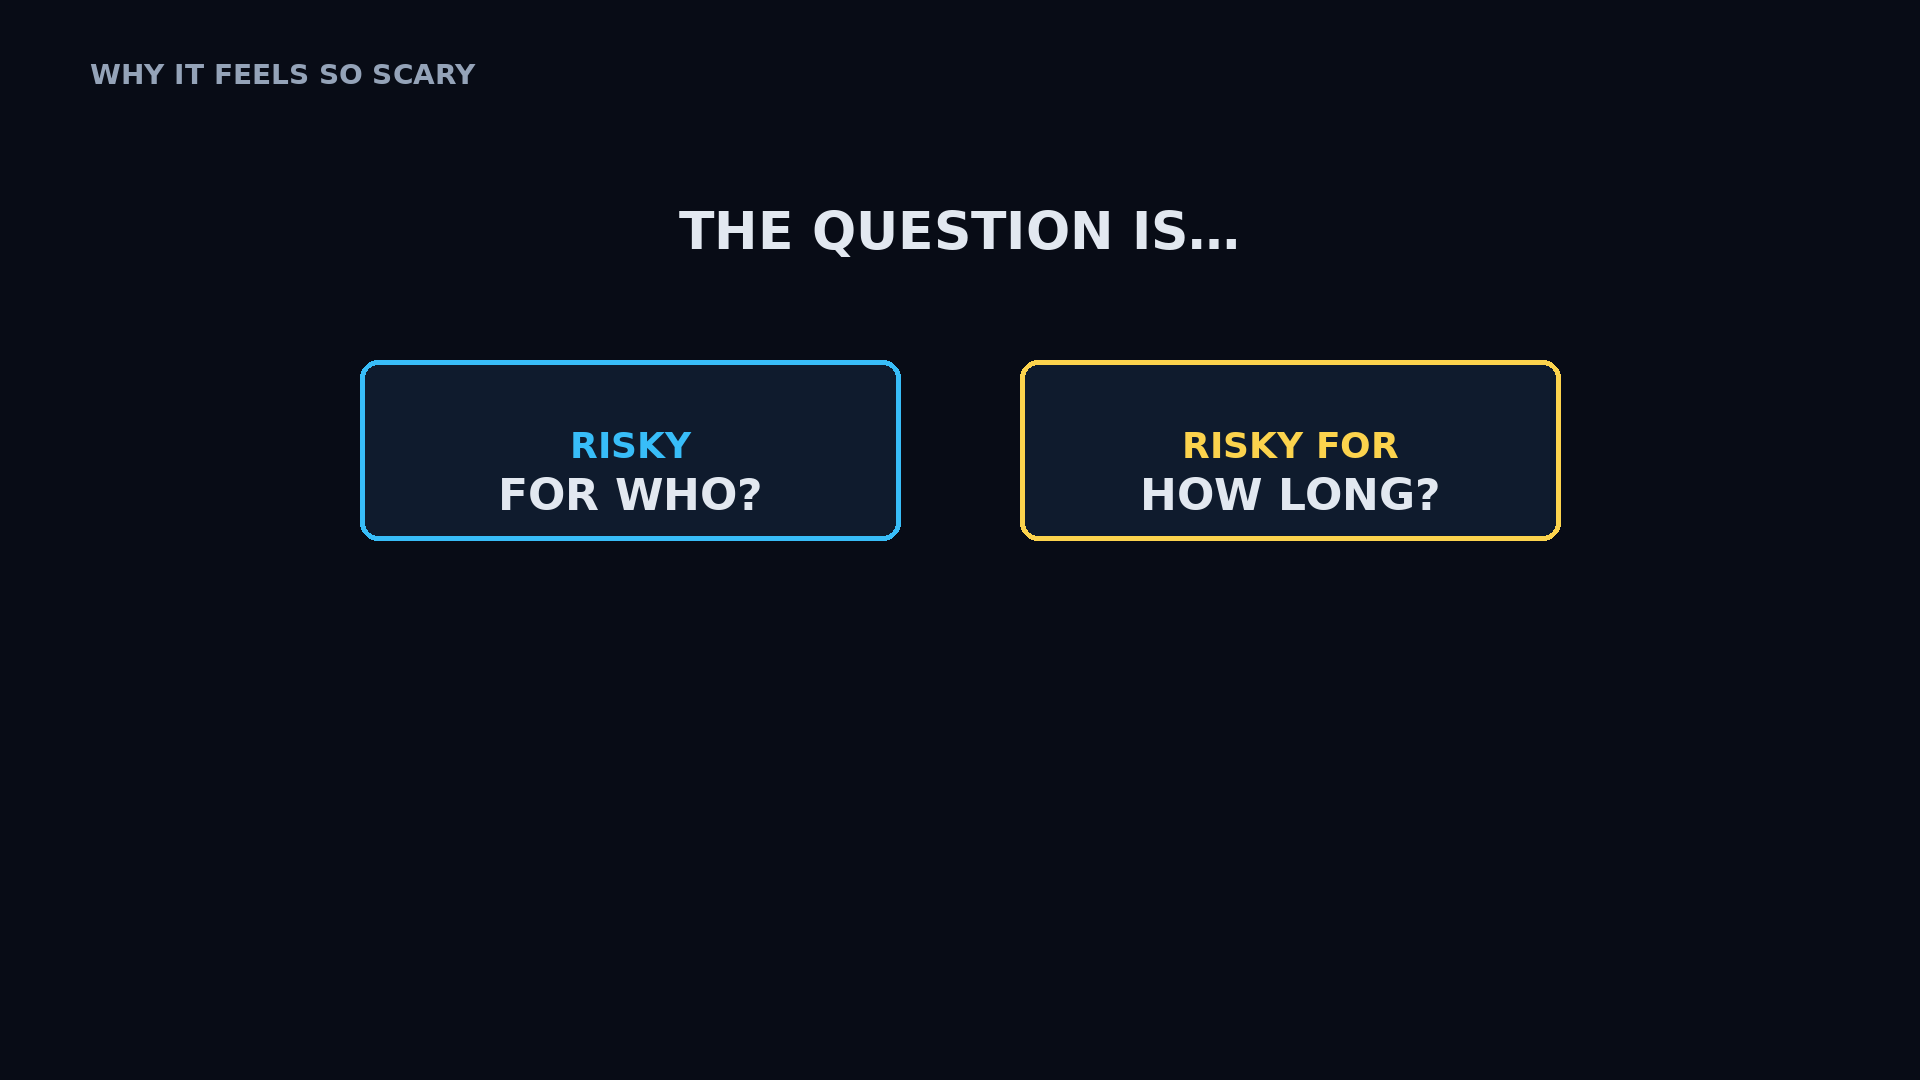 WHY IT FEELS SO SCARY
THE QUESTION IS…
RISKY
FOR WHO?
RISKY FOR
HOW LONG?